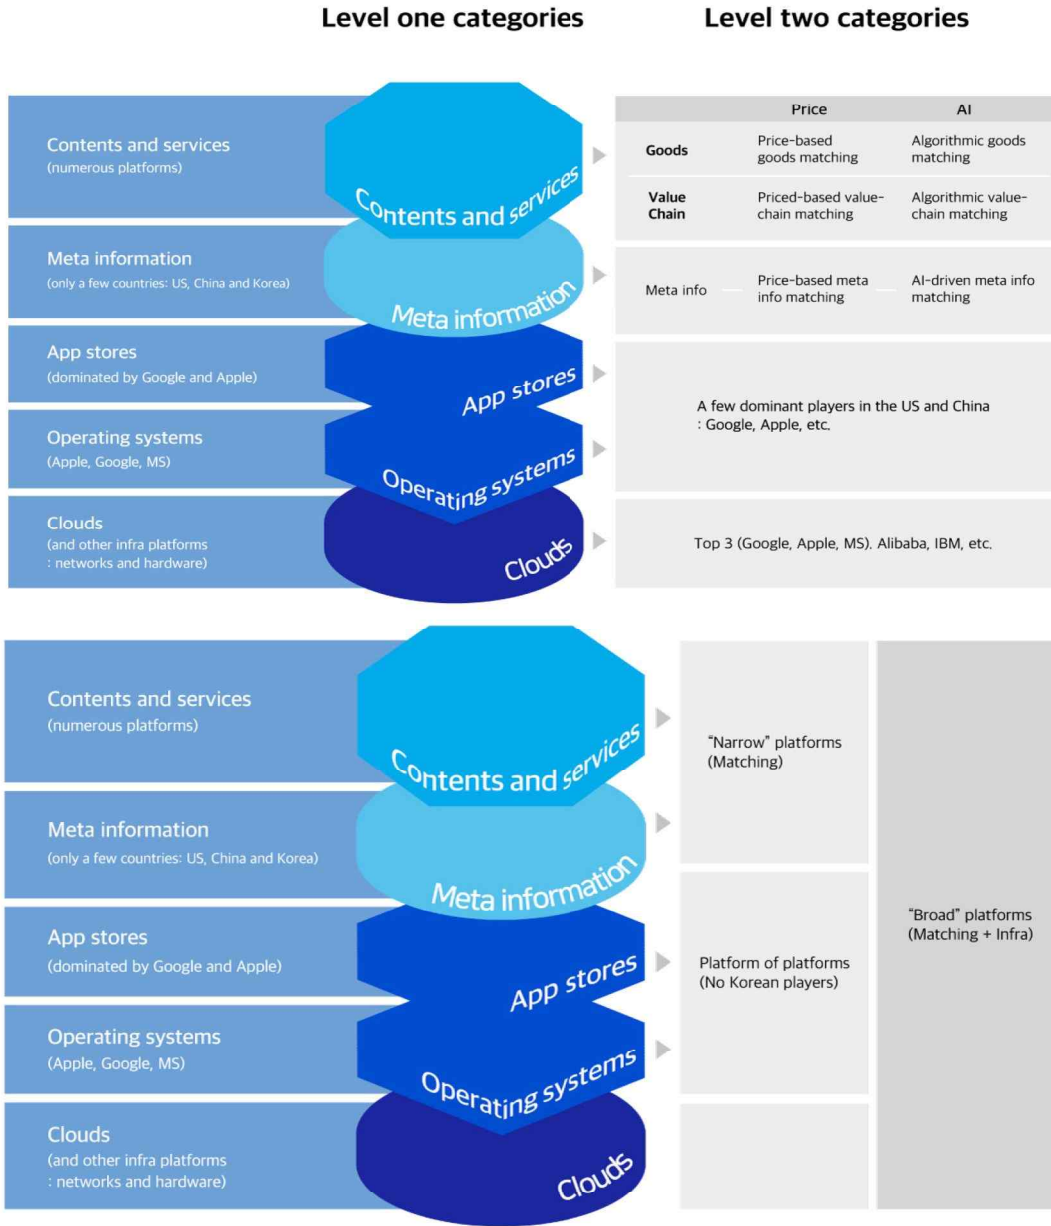 Level one categories
Level two categories
Contents and services
(numerous platforms)
Contents and services
Price
AI
Goods
Price-based
goods matching
Algorithmic goods
matching
Value
Chain
Priced-based value-
chain matching
Algorithmic value-
chain matching
Meta information
(only a few countries: US, China and Korea)
Meta information
Meta info
Price-based meta
info matching
AI-driven meta info
matching
App stores
(dominated by Google and Apple)
App stores
A few dominant players in the US and China
: Google, Apple, etc.
Operating systems
(Apple, Google, MS)
Operating systems
Clouds
(and other infra platforms
: networks and hardware)
Clouds
Top 3 (Google, Apple, MS). Alibaba, IBM, etc.
Contents and services
(numerous platforms)
Contents and services
"Narrow" platforms
(Matching)
Meta information
(only a few countries: US, China and Korea)
Meta information
"Broad" platforms
(Matching + Infra)
App stores
(dominated by Google and Apple)
App stores
Platform of platforms
(No Korean players)
Operating systems
(Apple, Google, MS)
Operating systems
Clouds
(and other infra platforms
: networks and hardware)
Clouds